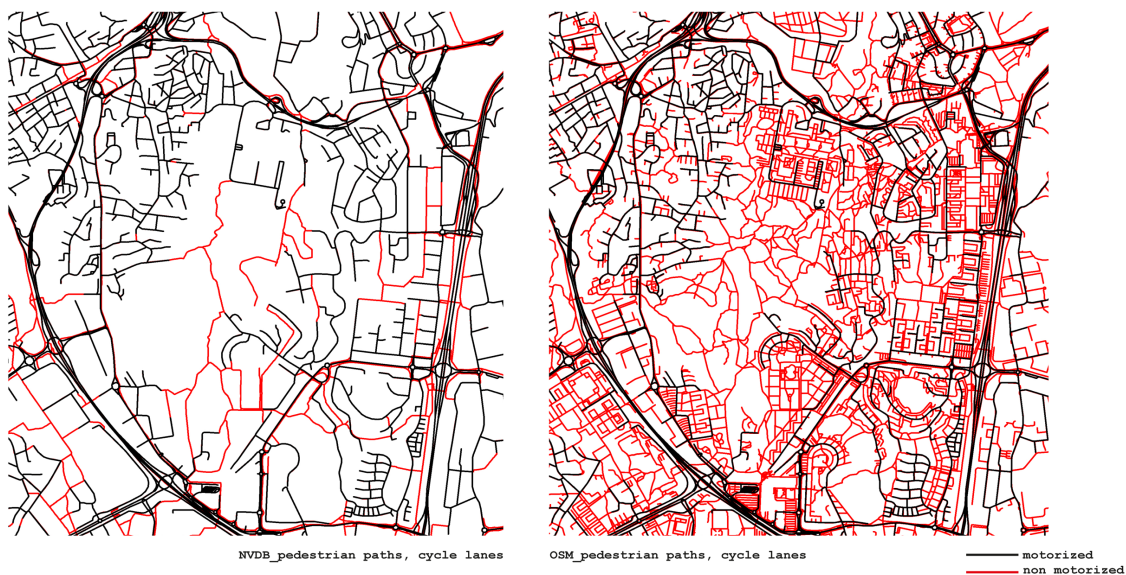 NVDB_pedestrian paths, cycle lanes
OSM_pedestrian paths, cycle lanes
motorized
non motorized